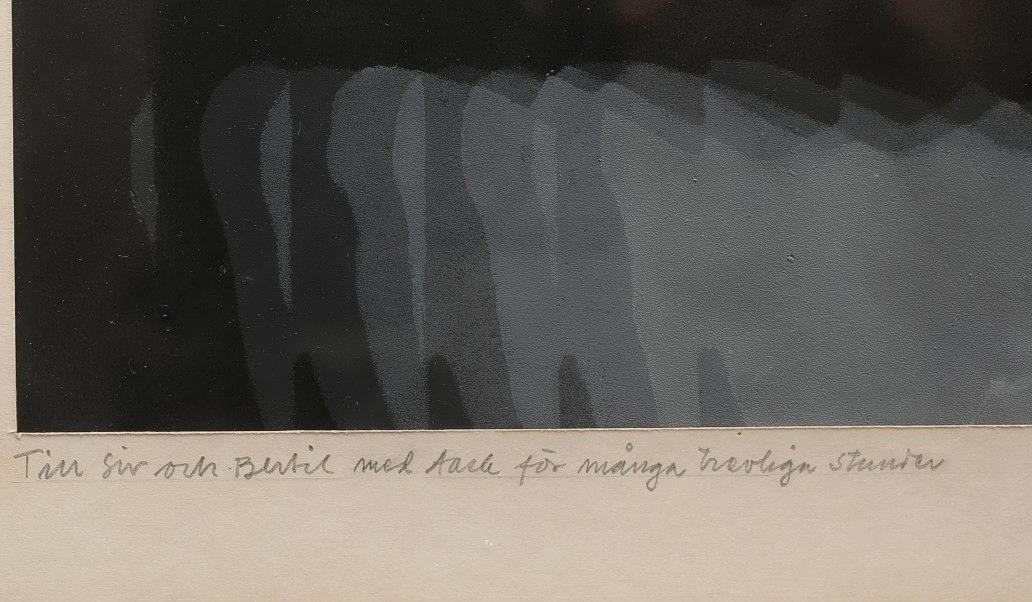 Till Siv och Bertil med tack för många trevliga stunder